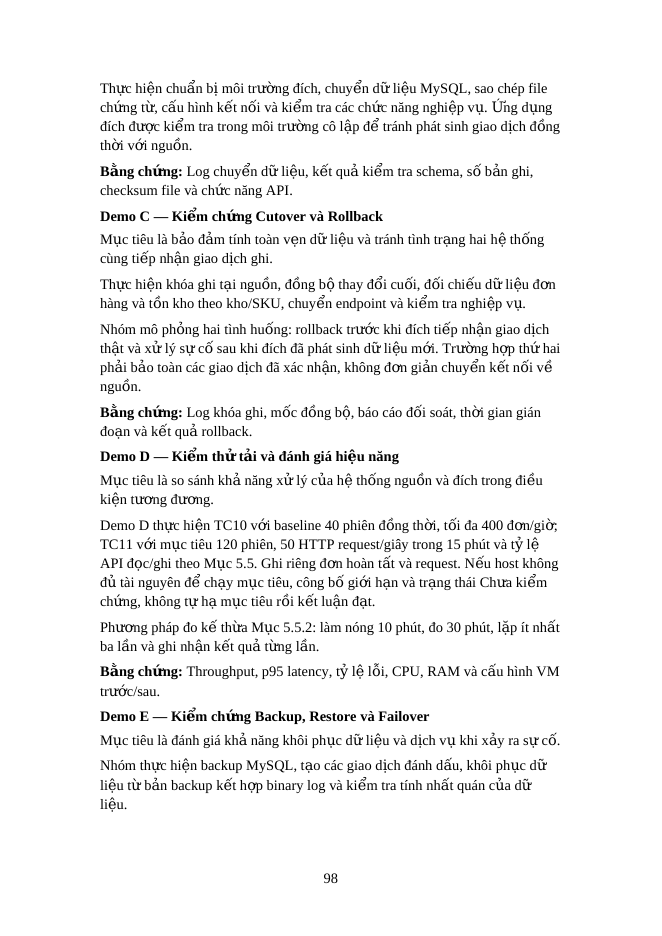 Thực hiện chuẩn bị môi trường đích, chuyển dữ liệu MySQL, sao chép file
chứng từ, cấu hình kết nối và kiểm tra các chức năng nghiệp vụ. Ứng dụng
đích được kiểm tra trong môi trường cô lập để tránh phát sinh giao dịch đồng
thời với nguồn.
Bằng chứng: Log chuyển dữ liệu, kết quả kiểm tra schema, số bản ghi,
checksum file và chức năng API.
Demo C — Kiểm chứng Cutover và Rollback
Mục tiêu là bảo đảm tính toàn vẹn dữ liệu và tránh tình trạng hai hệ thống
cùng tiếp nhận giao dịch ghi.
Thực hiện khóa ghi tại nguồn, đồng bộ thay đổi cuối, đối chiếu dữ liệu đơn
hàng và tồn kho theo kho/SKU, chuyển endpoint và kiểm tra nghiệp vụ.
Nhóm mô phỏng hai tình huống: rollback trước khi đích tiếp nhận giao dịch
thật và xử lý sự cố sau khi đích đã phát sinh dữ liệu mới. Trường hợp thứ hai
phải bảo toàn các giao dịch đã xác nhận, không đơn giản chuyển kết nối về
nguồn.
Bằng chứng: Log khóa ghi, mốc đồng bộ, báo cáo đối soát, thời gian gián
đoạn và kết quả rollback.
Demo D — Kiểm thử tải và đánh giá hiệu năng
Mục tiêu là so sánh khả năng xử lý của hệ thống nguồn và đích trong điều
kiện tương đương.
Demo D thực hiện TC10 với baseline 40 phiên đồng thời, tối đa 400 đơn/giờ;
TC11 với mục tiêu 120 phiên, 50 HTTP request/giây trong 15 phút và tỷ lệ
API đọc/ghi theo Mục 5.5. Ghi riêng đơn hoàn tất và request. Nếu host không
đủ tài nguyên để chạy mục tiêu, công bố giới hạn và trạng thái Chưa kiểm
chứng, không tự hạ mục tiêu rồi kết luận đạt.
Phương pháp đo kế thừa Mục 5.5.2: làm nóng 10 phút, đo 30 phút, lặp ít nhất
ba lần và ghi nhận kết quả từng lần.
Bằng chứng: Throughput, p95 latency, tỷ lệ lỗi, CPU, RAM và cấu hình VM
trước/sau.
Demo E — Kiểm chứng Backup, Restore và Failover
Mục tiêu là đánh giá khả năng khôi phục dữ liệu và dịch vụ khi xảy ra sự cố.
Nhóm thực hiện backup MySQL, tạo các giao dịch đánh dấu, khôi phục dữ
liệu từ bản backup kết hợp binary log và kiểm tra tính nhất quán của dữ
liệu.
98